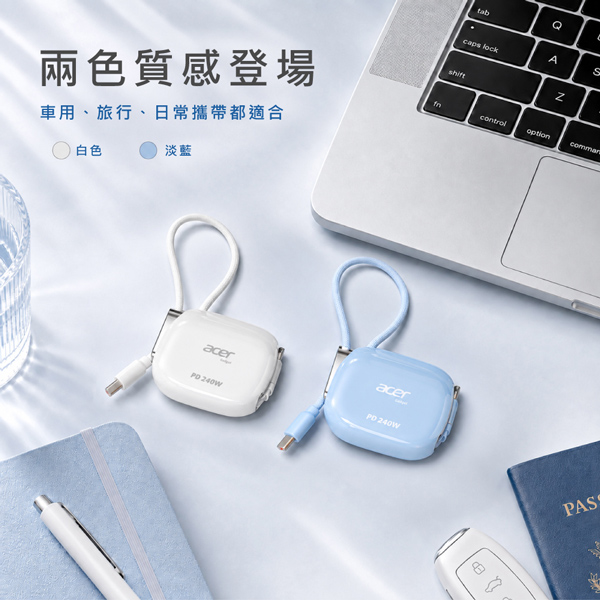 兩色質感登場
車用、旅行、日常攜帶都適合
白色
淡藍
tab
caps lock
shift
fn
control
option
command
Q
A
Z
acer
PD 240W
acer
PD 240W
PASS